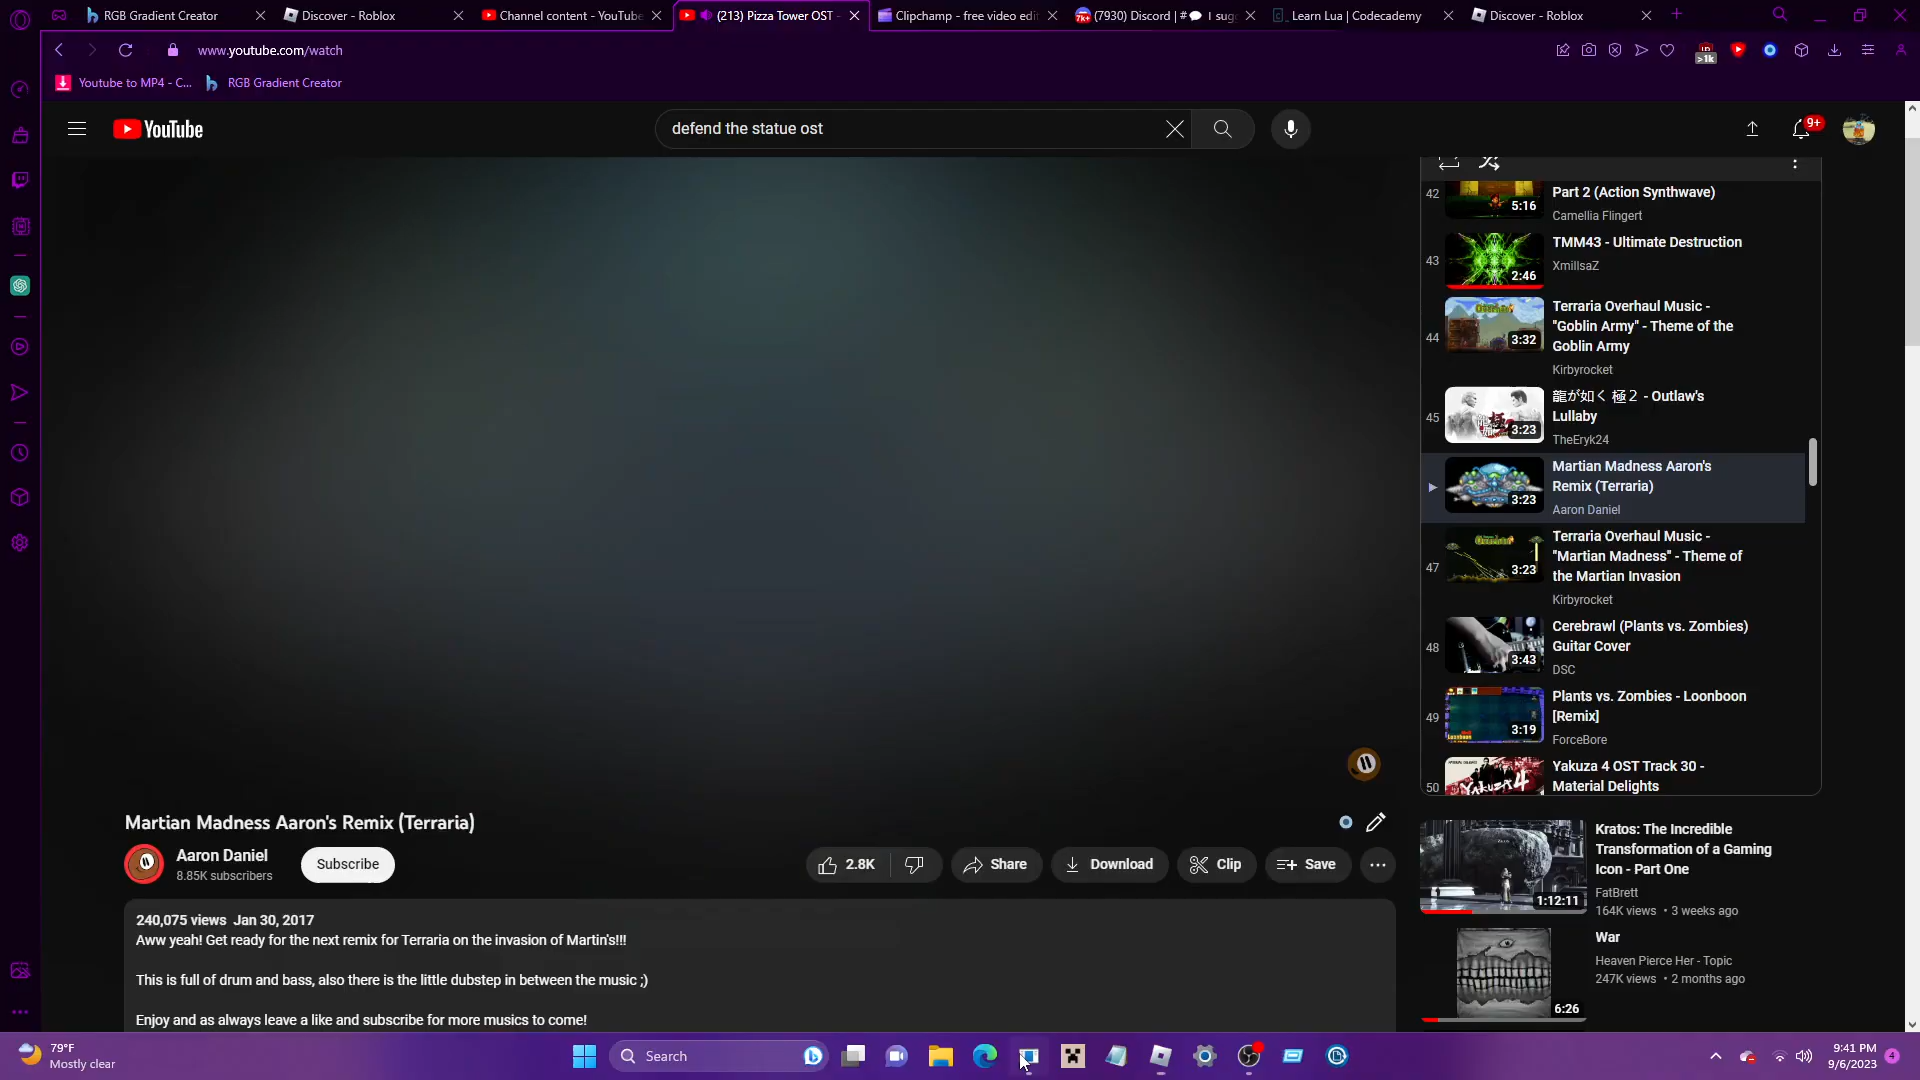 RGB Gradient Creator
Discover - Roblox
Channel content - YouTube
(213) Pizza Tower OST -
Clipchamp - free video edit
(7930) Discord | # I sugg
Learn Lua | Codecademy
Discover - Roblox
www.youtube.com/watch
>1k
Youtube to MP4 - C...
RGB Gradient Creator
YouTube
defend the statue ost
9+
42
Part 2 (Action Synthwave)
5:16
Camellia Flingert
43
TMM43 - Ultimate Destruction
2:46
XmillsaZ
44
Terraria Overhaul Music -
"Goblin Army" - Theme of the
Goblin Army
3:32
Kirbyrocket
45
龍が如く 極２ - Outlaw's
Lullaby
3:23
TheEryk24
Martian Madness Aaron's
Remix (Terraria)
3:23
Aaron Daniel
47
Terraria Overhaul Music -
"Martian Madness" - Theme of
the Martian Invasion
3:23
Kirbyrocket
48
Cerebrawl (Plants vs. Zombies)
Guitar Cover
3:43
DSC
49
Plants vs. Zombies - Loonboon
[Remix]
3:19
ForceBore
50
Yakuza 4 OST Track 30 -
Material Delights
Martian Madness Aaron's Remix (Terraria)
Aaron Daniel
8.85K subscribers
Subscribe
2.8K
Share
Download
Clip
Save
240,075 views Jan 30, 2017
Aww yeah! Get ready for the next remix for Terraria on the invasion of Martin's!!!
This is full of drum and bass, also there is the little dubstep in between the music ;)
Enjoy and as always leave a like and subscribe for more musics to come!
Kratos: The Incredible
Transformation of a Gaming
Icon - Part One
1:12:11
FatBrett
164K views • 3 weeks ago
War
Heaven Pierce Her - Topic
247K views • 2 months ago
6:26
79°F
Mostly clear
Search
9:41 PM
9/6/2023
4